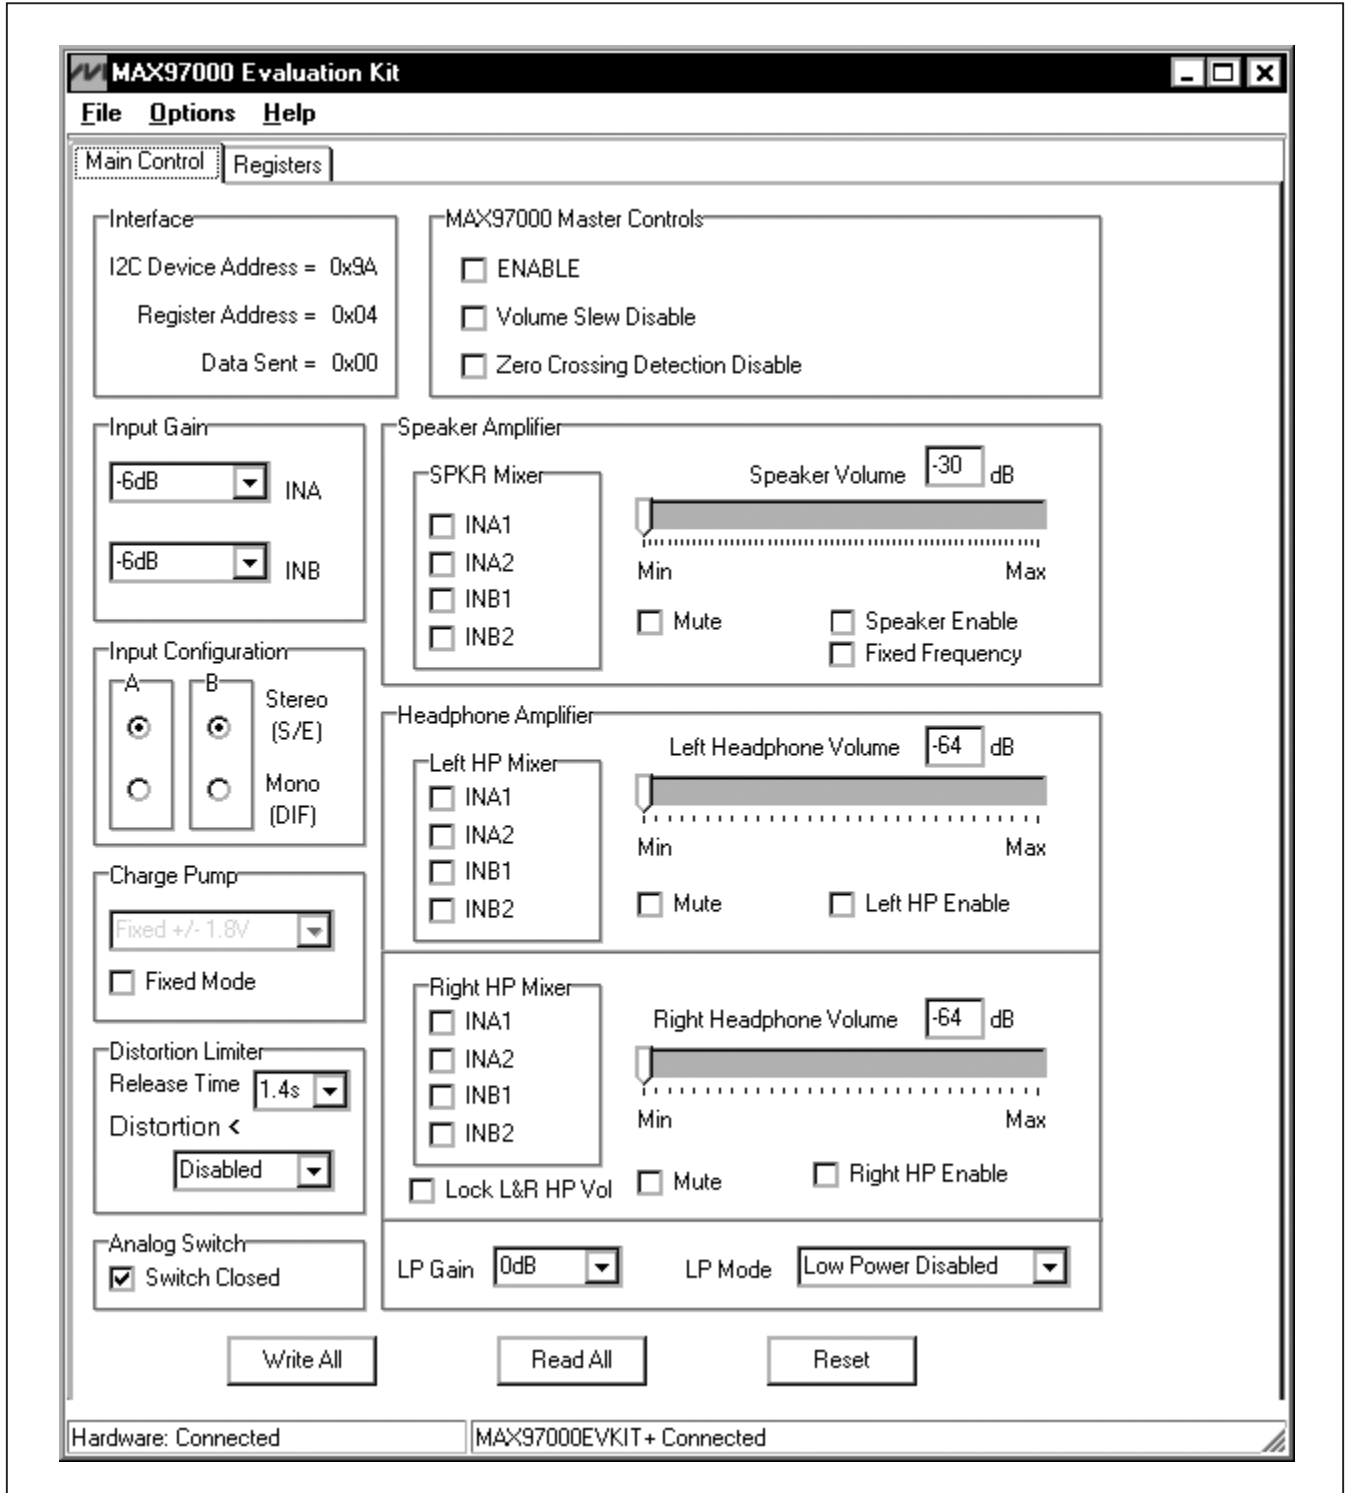 MAX97000 Evaluation Kit
File Options Help
Main Control Registers
Interface
I2C Device Address = 0x9A
Register Address = 0x04
Data Sent = 0x00
MAX97000 Master Controls
ENABLE
Volume Slew Disable
Zero Crossing Detection Disable
Input Gain
-6dB INA
-6dB INB
Input Configuration
A B
Stereo
(S/E)
Mono
(DIF)
Charge Pump
Fixed +/- 1.8V
Fixed Mode
Distortion Limiter
Release Time 1.4s
Distortion <
Disabled
Analog Switch
Switch Closed
Speaker Amplifier
SPKR Mixer
INA1
INA2
INB1
INB2
Speaker Volume -30 dB
Min Max
Mute Speaker Enable
Fixed Frequency
Headphone Amplifier
Left HP Mixer
INA1
INA2
INB1
INB2
Left Headphone Volume -64 dB
Min Max
Mute Left HP Enable
Right HP Mixer
INA1
INA2
INB1
INB2
Right Headphone Volume -64 dB
Min Max
Lock L&R HP Vol Mute Right HP Enable
LP Gain 0dB LP Mode Low Power Disabled
Write All Read All Reset
Hardware: Connected MAX97000EVKIT+ Connected